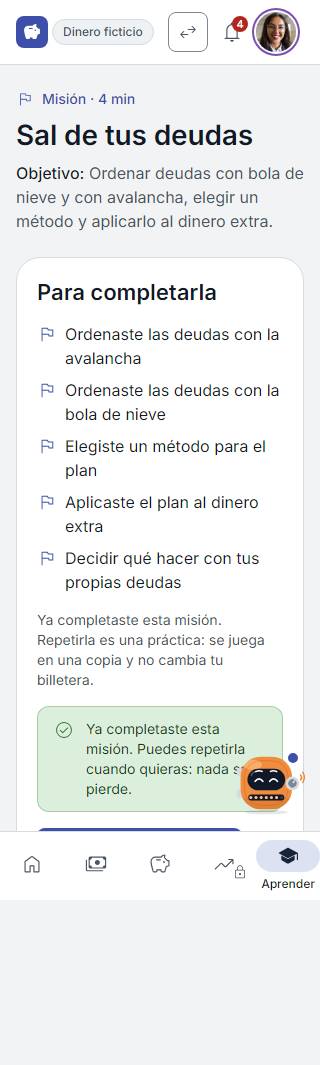 Dinero ficticio
4
Misión · 4 min
Sal de tus deudas
Objetivo: Ordenar deudas con bola de
nieve y con avalancha, elegir un
método y aplicarlo al dinero extra.
Para completarla
Ordenaste las deudas con la
avalancha
Ordenaste las deudas con la
bola de nieve
Elegiste un método para el
plan
Aplicaste el plan al dinero
extra
Decidir qué hacer con tus
propias deudas
Ya completaste esta misión.
Repetirla es una práctica: se juega
en una copia y no cambia tu
billetera.
Ya completaste esta
misión. Puedes repetirla
cuando quieras: nada
pierde.
Aprender